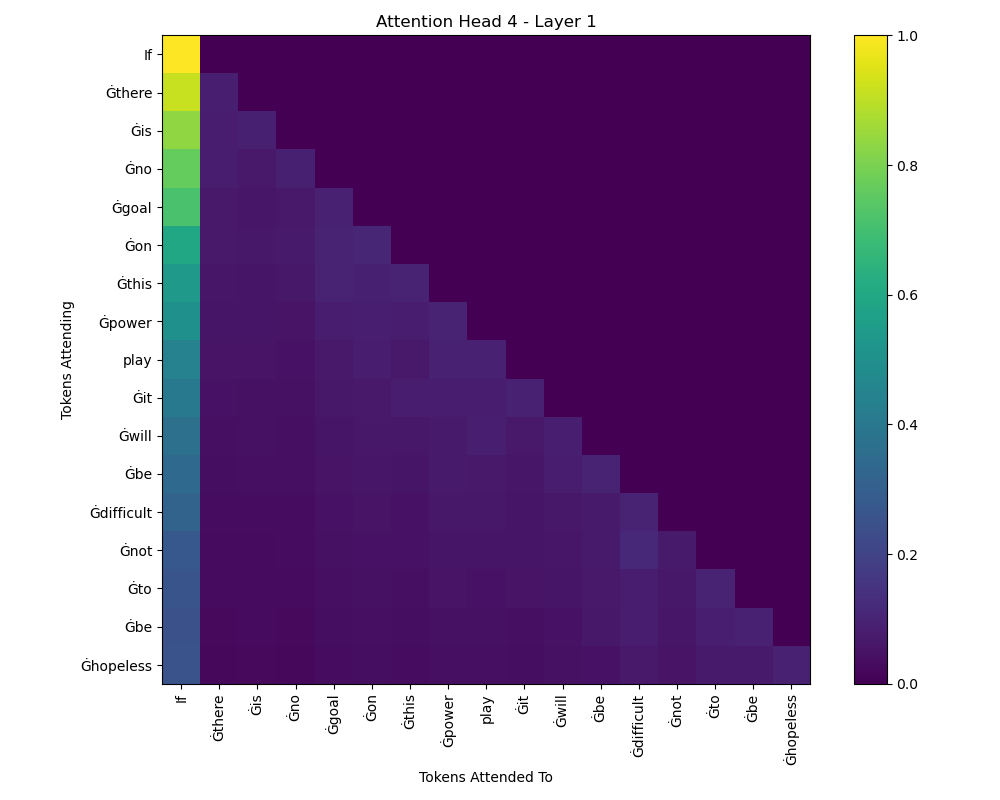 Attention Head 4 - Layer 1
Tokens Attending
If
Ġthere
Ġis
Ġno
Ġgoal
Ġon
Ġthis
Ġpower
play
Ġit
Ġwill
Ġbe
Ġdifficult
Ġnot
Ġto
Ġbe
Ġhopeless
If
Ġthere
Ġis
Ġno
Ġgoal
Ġon
Ġthis
Ġpower
play
Ġit
Ġwill
Ġbe
Ġdifficult
Ġnot
Ġto
Ġbe
Ġhopeless
Tokens Attended To
1.0
0.8
0.6
0.4
0.2
0.0